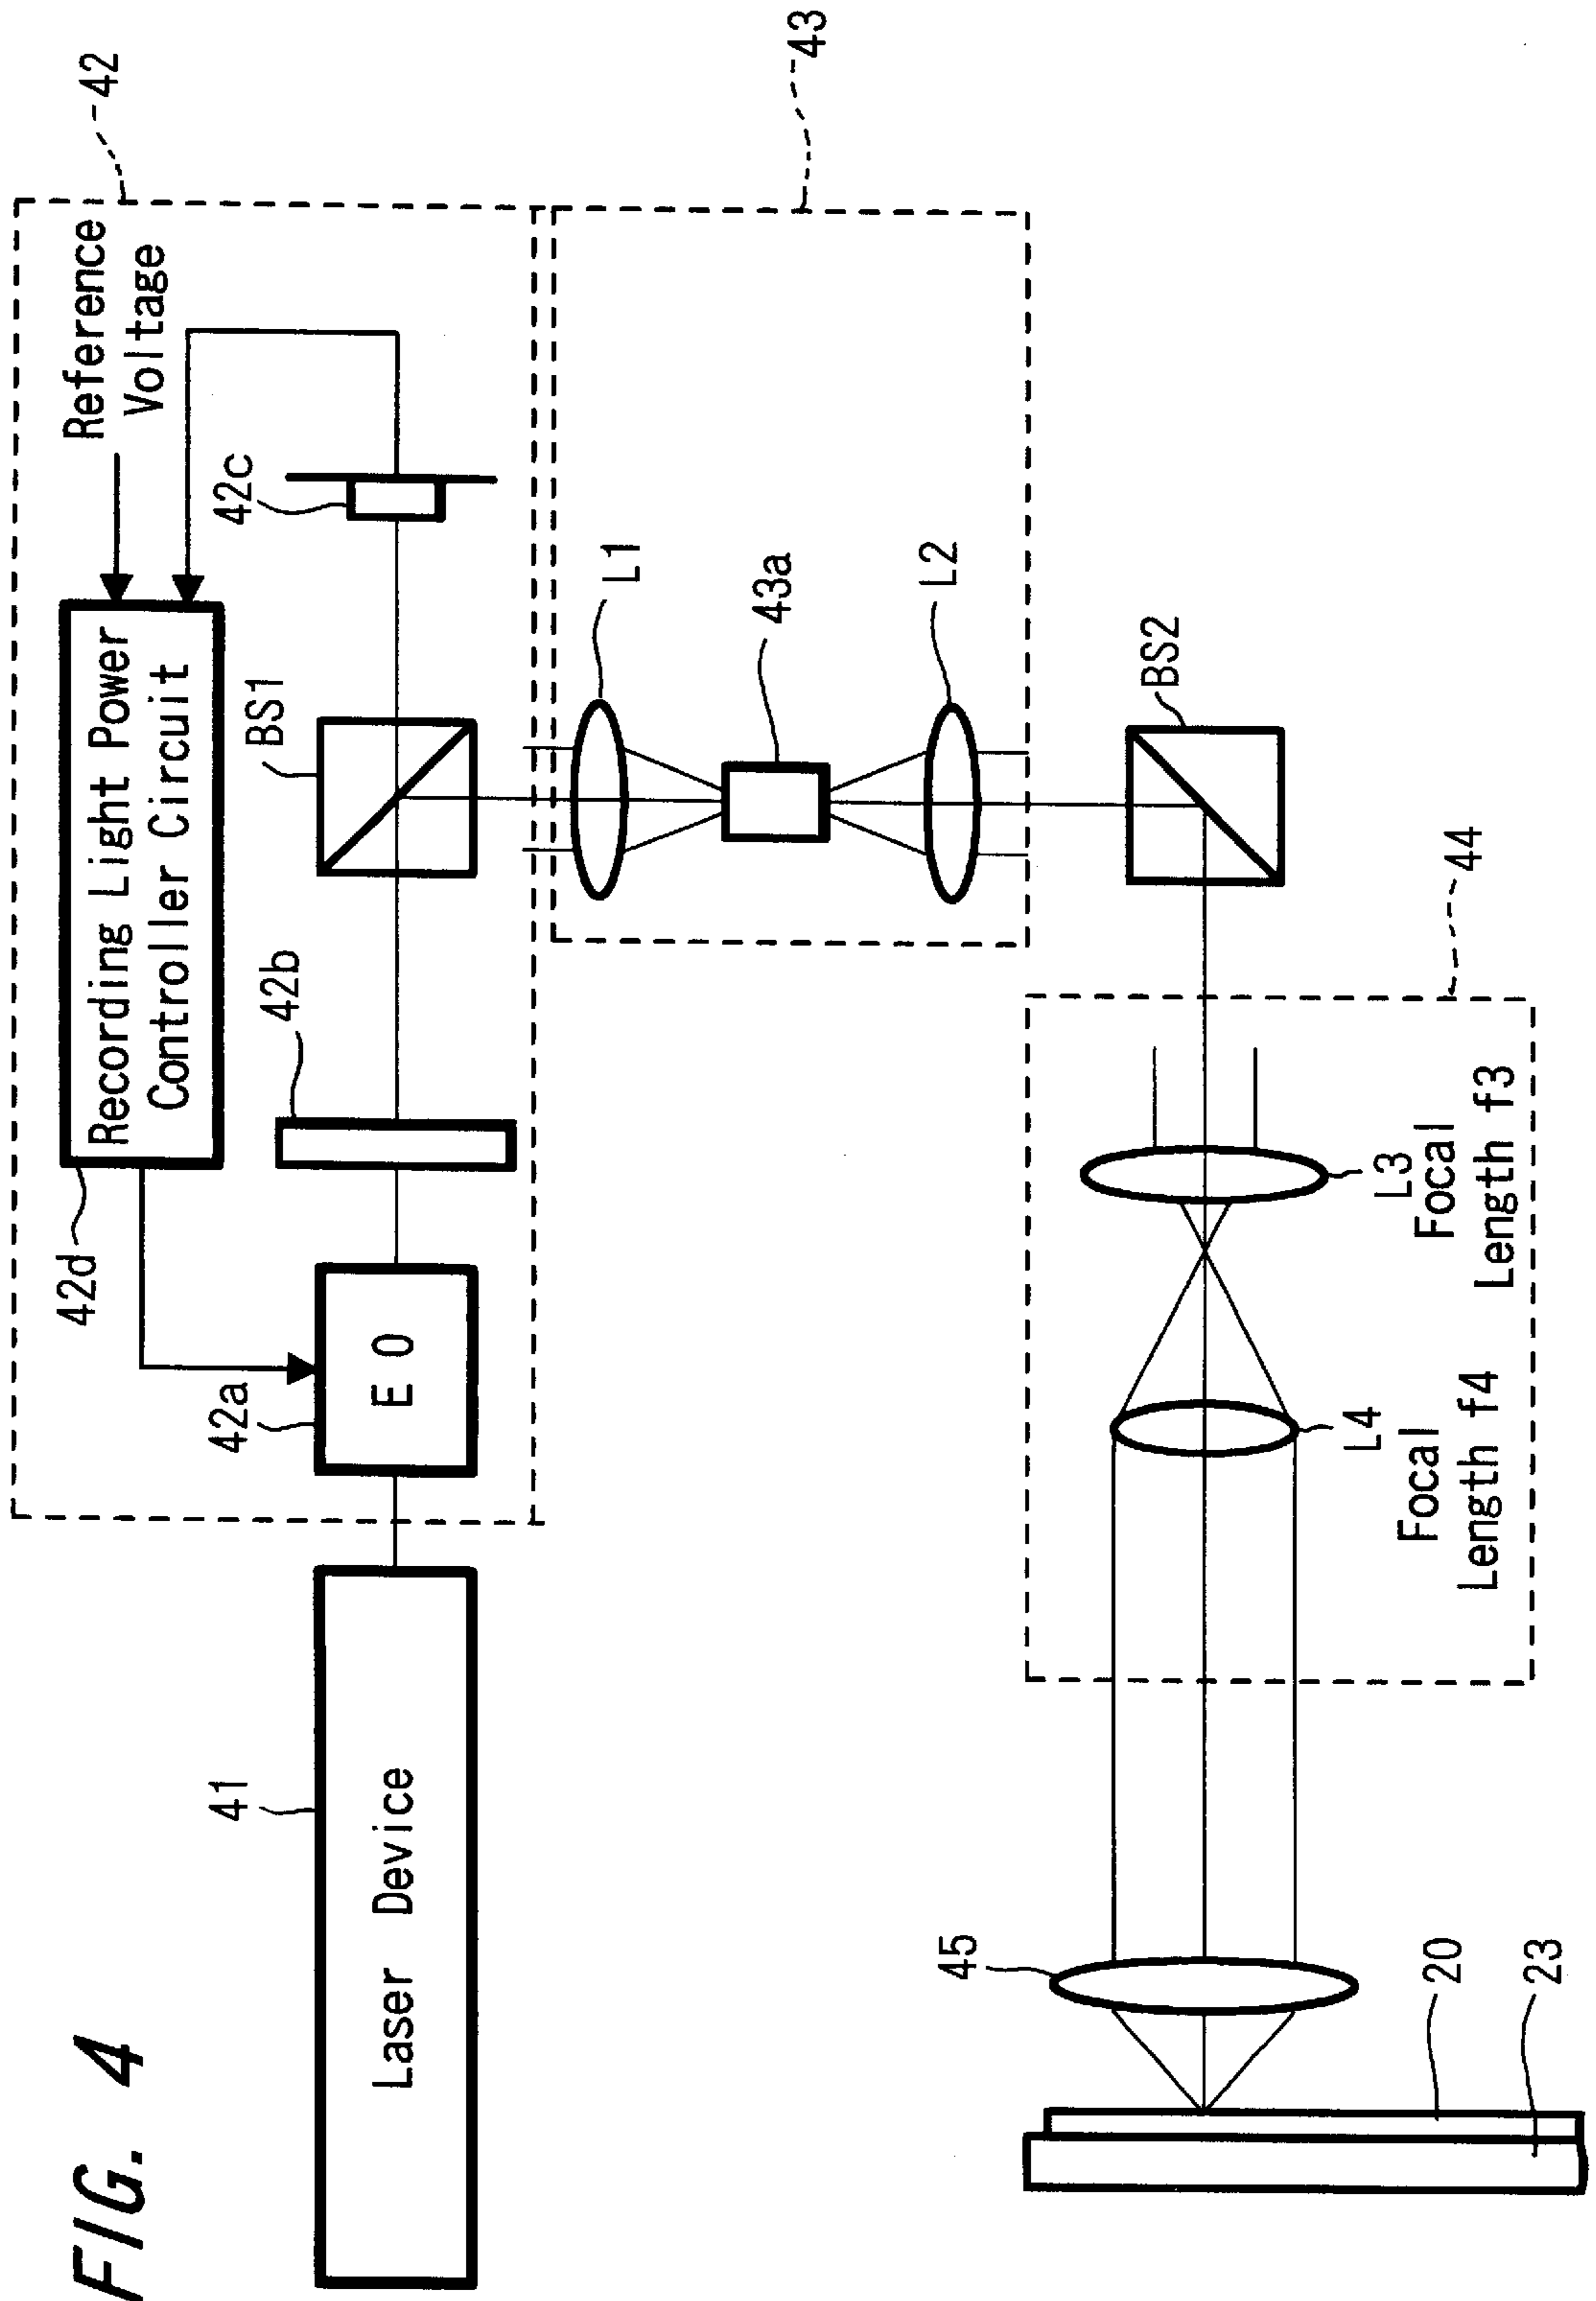 FIG. 4
42
Reference
Voltage
Recording Light Power
Controller Circuit
42d
42c
BS1
42b
42a
E O
41
Laser Device
43
L1
43a
L2
BS2
44
L3
Focal
Length f3
L4
Focal
Length f4
45
20
23